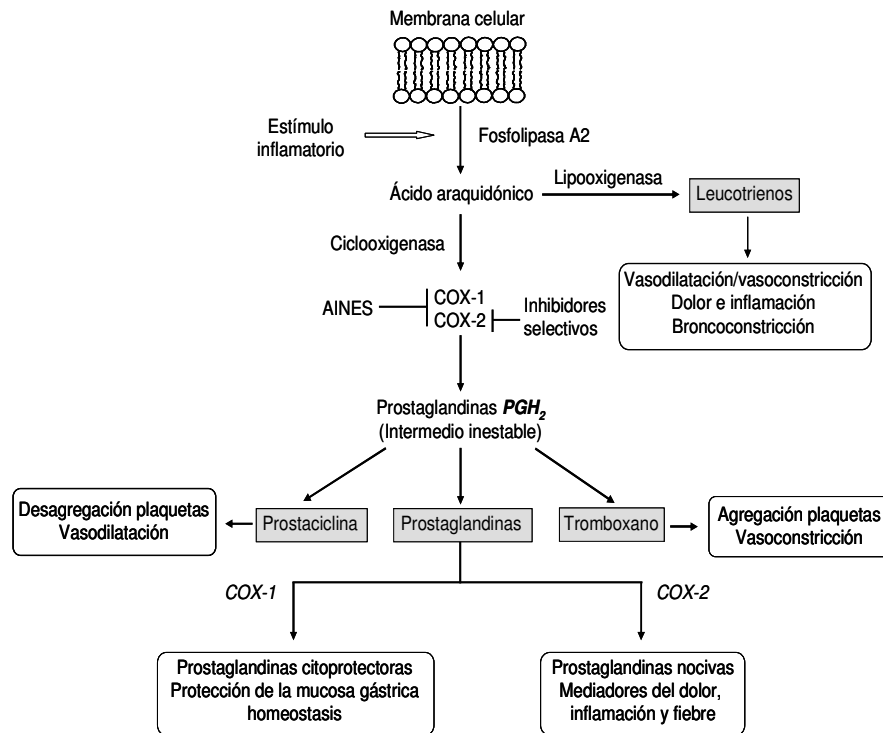 Membrana celular
Estímulo
inflamatorio
Fosfolipasa A2
Ácido araquidónico
Lipooxigenasa
Leucotrienos
Ciclooxigenasa
Vasodilatación/vasoconstricción
Dolor e inflamación
Broncoconstricción
AINES
COX-1
COX-2
Inhibidores
selectivos
Prostaglandinas PGH₂
(Intermedio inestable)
Desagregación plaquetas
Vasodilatación
Prostaciclina
Prostaglandinas
Tromboxano
Agregación plaquetas
Vasoconstricción
COX-1
COX-2
Prostaglandinas citoprotectoras
Protección de la mucosa gástrica
homeostasis
Prostaglandinas nocivas
Mediadores del dolor,
inflamación y fiebre